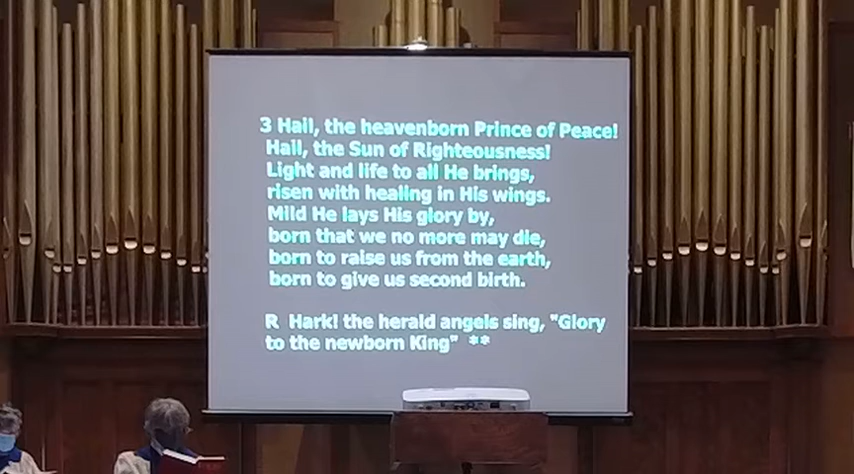 3 Hail, the heavenborn Prince of Peace!
Hail, the Sun of Righteousness!
Light and life to all He brings,
risen with healing in His wings.
Mild He lays His glory by,
born that we no more may die,
born to raise us from the earth,
born to give us second birth.
R Hark! the herald angels sing, "Glory
to the newborn King" **